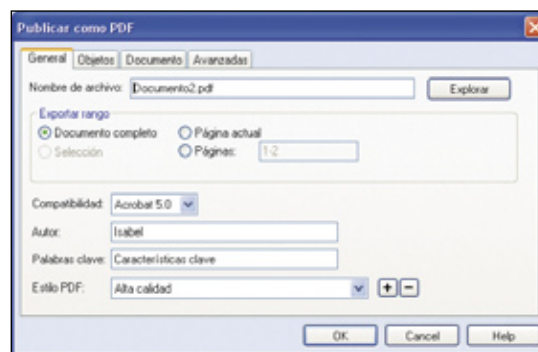 Publicar como PDF
General Objetos Documento Avanzadas
Nombre de archivo: Documento2.pdf Explorar
Exportar rango
Documento completo Página actual
Selección Páginas: 1-2
Compatibilidad: Acrobat 5.0
Autor: Isabel
Palabras clave: Características clave
Estilo PDF: Alta calidad
OK Cancel Help